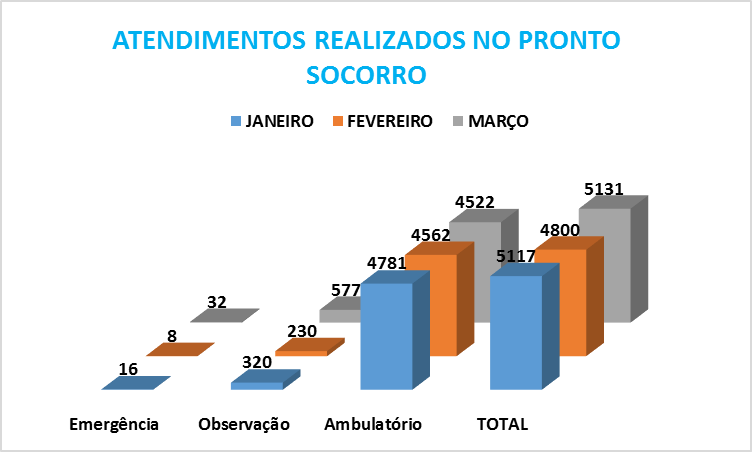 ATENDIMENTOS REALIZADOS NO PRONTO
SOCORRO
JANEIRO FEVEREIRO MARÇO
32 577 4522 5131
8 230 4562 4800
16 320 4781 5117
Emergência Observação Ambulatório TOTAL